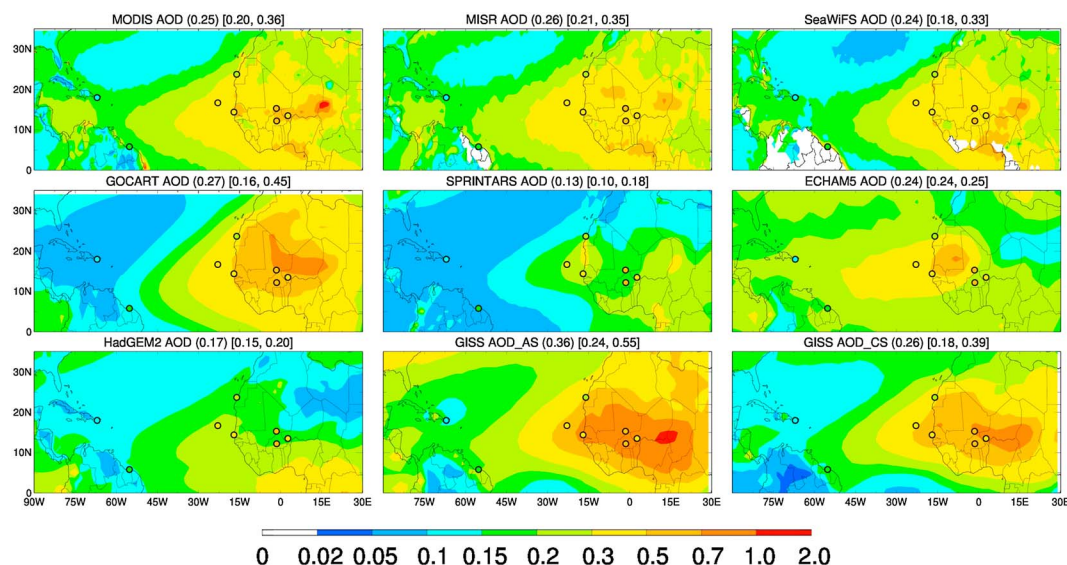 MODIS AOD (0.25) [0.20, 0.36]
MISR AOD (0.26) [0.21, 0.35]
SeaWiFS AOD (0.24) [0.18, 0.33]
30N
20N
10N
0
GOCART AOD (0.27) [0.16, 0.45]
SPRINTARS AOD (0.13) [0.10, 0.18]
ECHAM5 AOD (0.24) [0.24, 0.25]
30N
20N
10N
0
HadGEM2 AOD (0.17) [0.15, 0.20]
GISS AOD_AS (0.36) [0.24, 0.55]
GISS AOD_CS (0.26) [0.18, 0.39]
30N
20N
10N
0
90W 75W 60W 45W 30W 15W 0 15E 30E 75W 60W 45W 30W 15W 0 15E 30E 75W 60W 45W 30W 15W 0 15E 30E
0 0.02 0.05 0.1 0.15 0.2 0.3 0.5 0.7 1.0 2.0